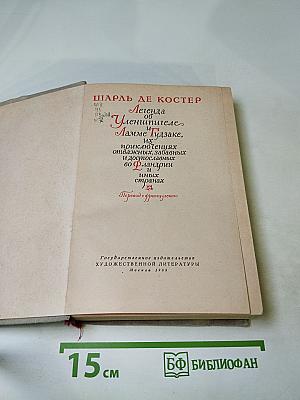 ШАРЛЬ ДЕ КОСТЕР
Легенда
об
Уленшпигеле
и
Ламме Гудзаке,
их
приключениях
отважных, забавных
и достославных
во Фландрии
и
иных
странах
Перевод с французского
Государственное издательство
ХУДОЖЕСТВЕННОЙ ЛИТЕРАТУРЫ
Москва
15 см
БФ БИБЛИОФАН